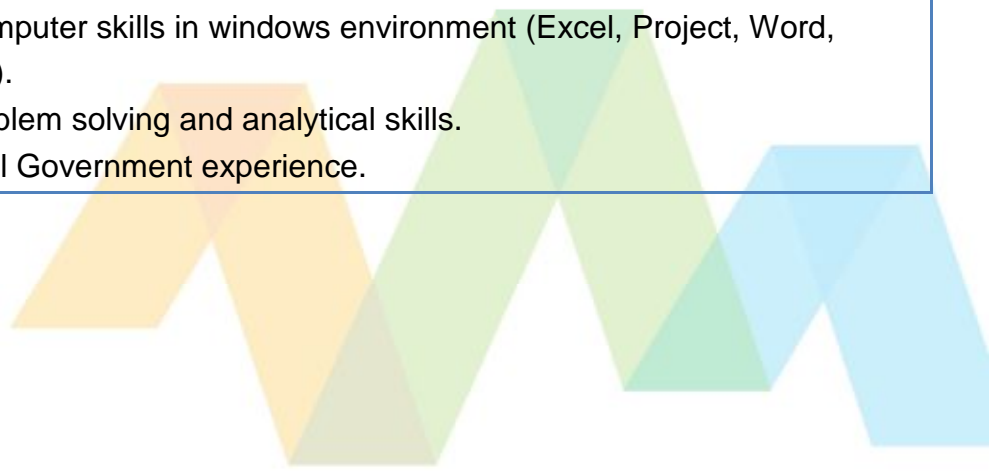 mputer skills in windows environment (Excel, Project, Word,
).
blem solving and analytical skills.
l Government experience.